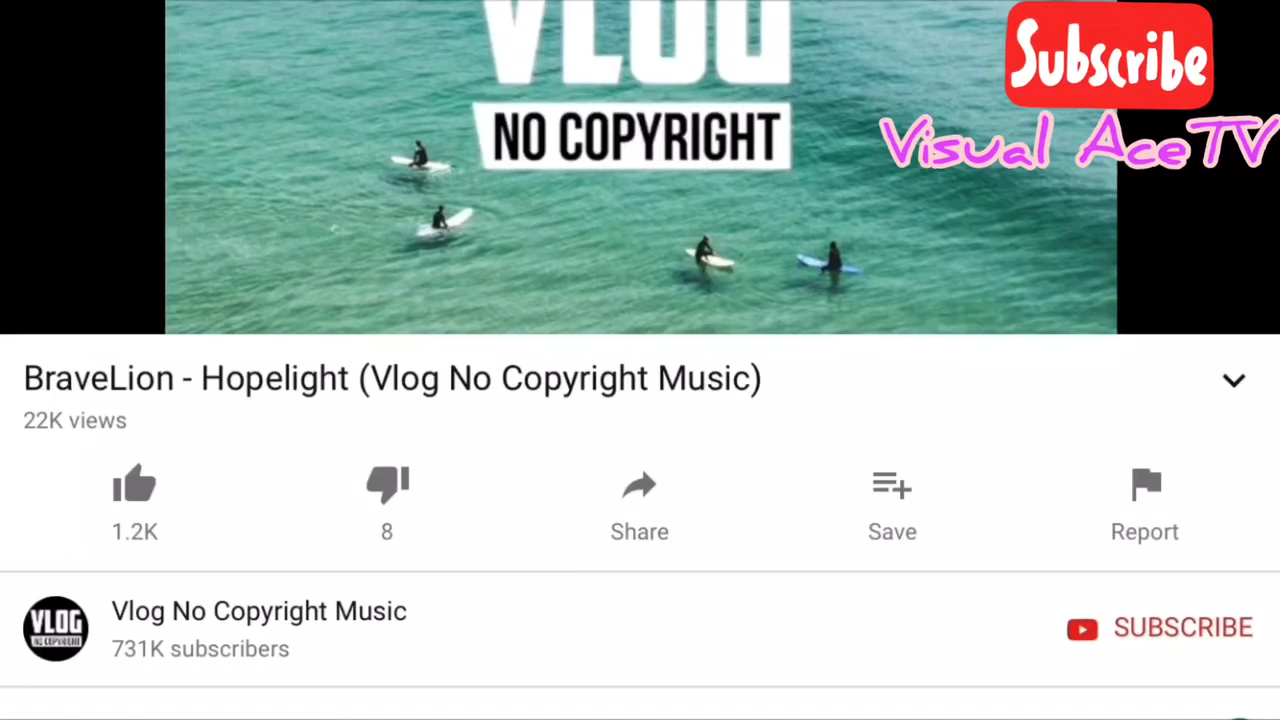 VLOG
NO COPYRIGHT
Subscribe
Visual AceTV
BraveLion - Hopelight (Vlog No Copyright Music)
22K views
1.2K
8
Share
Save
Report
VLOG
NO COPYRIGHT
Vlog No Copyright Music
731K subscribers
SUBSCRIBE